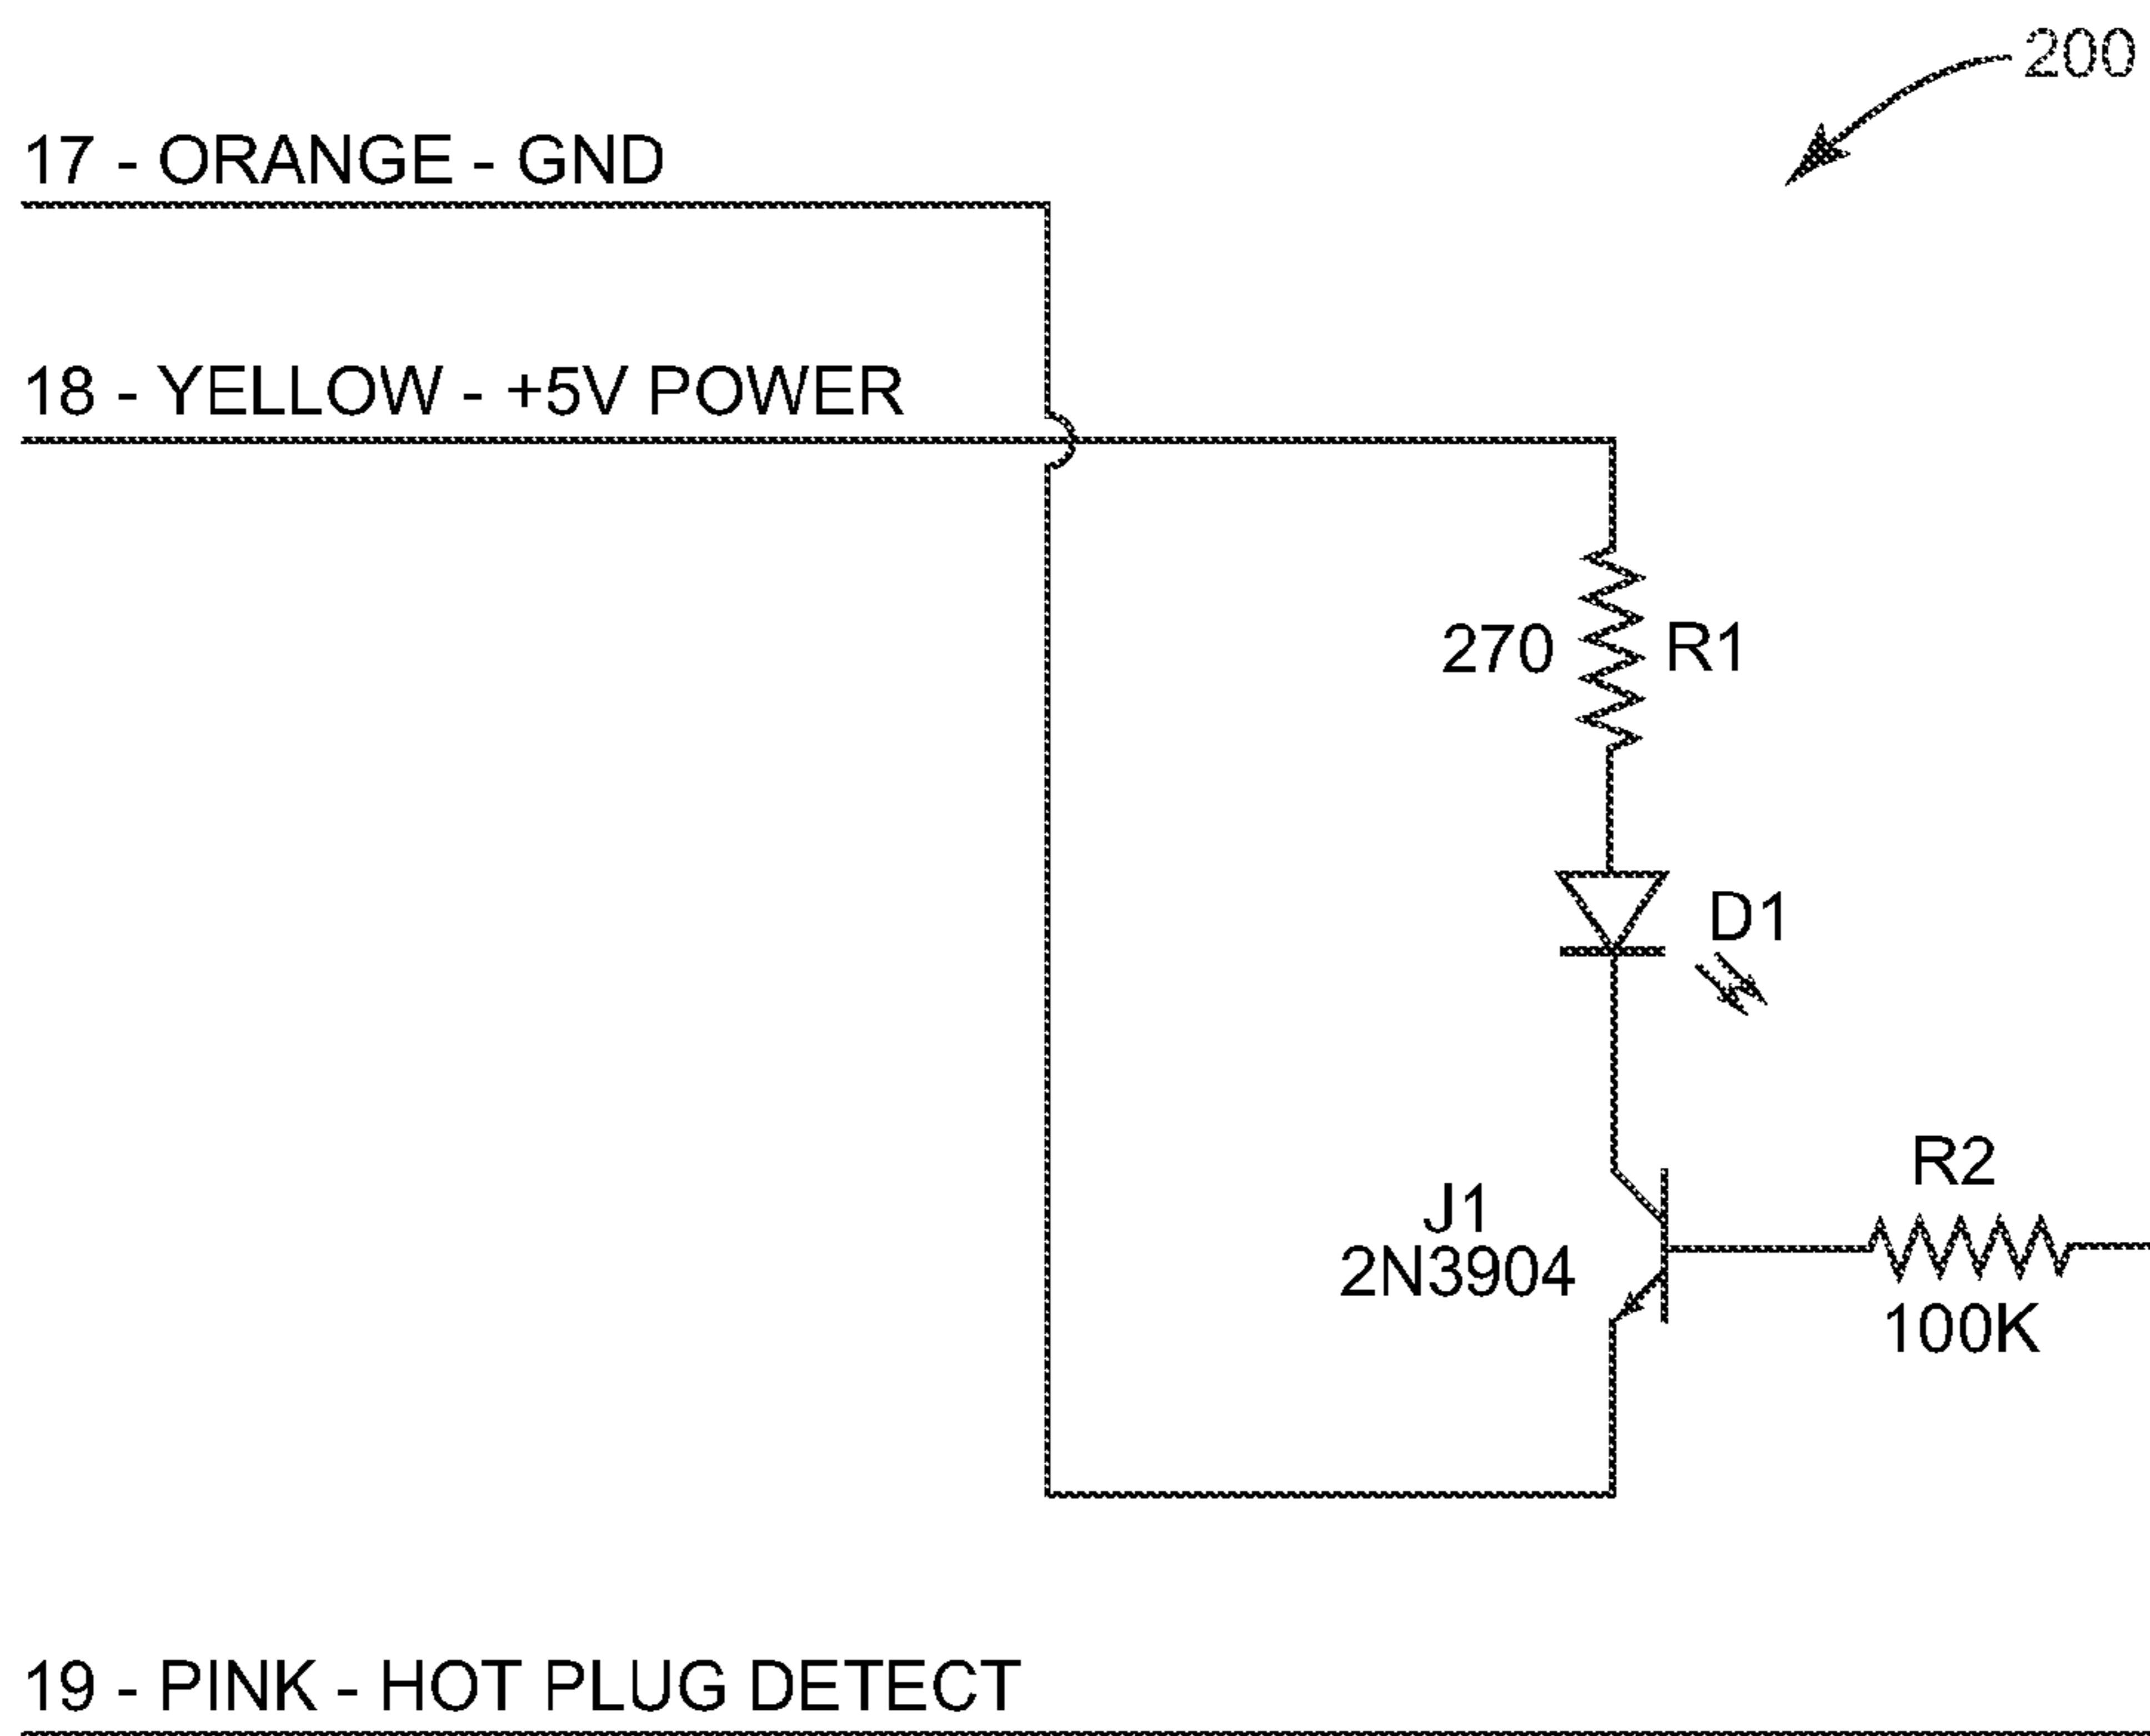 200
17 - ORANGE - GND
18 - YELLOW - +5V POWER
270 R1
D1
R2
J1
2N3904
100K
19 - PINK - HOT PLUG DETECT